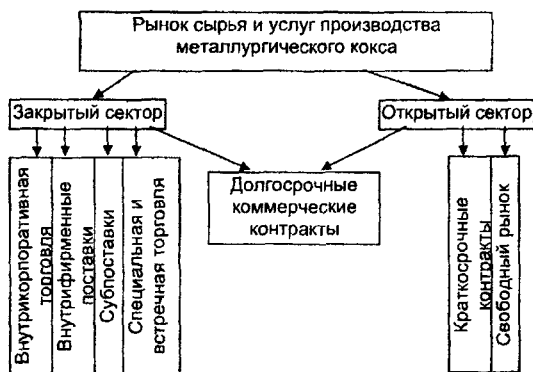 Рынок сырья и услуг производства
металлургического кокса
Закрытый сектор
Открытый сектор
Долгосрочные
коммерческие
контракты
Внутрикорпоративная
торговля
Внутрифирменные
поставки
Субпоставки
Специальная и
встречная торговля
Краткосрочные
контракты
Свободный рынок